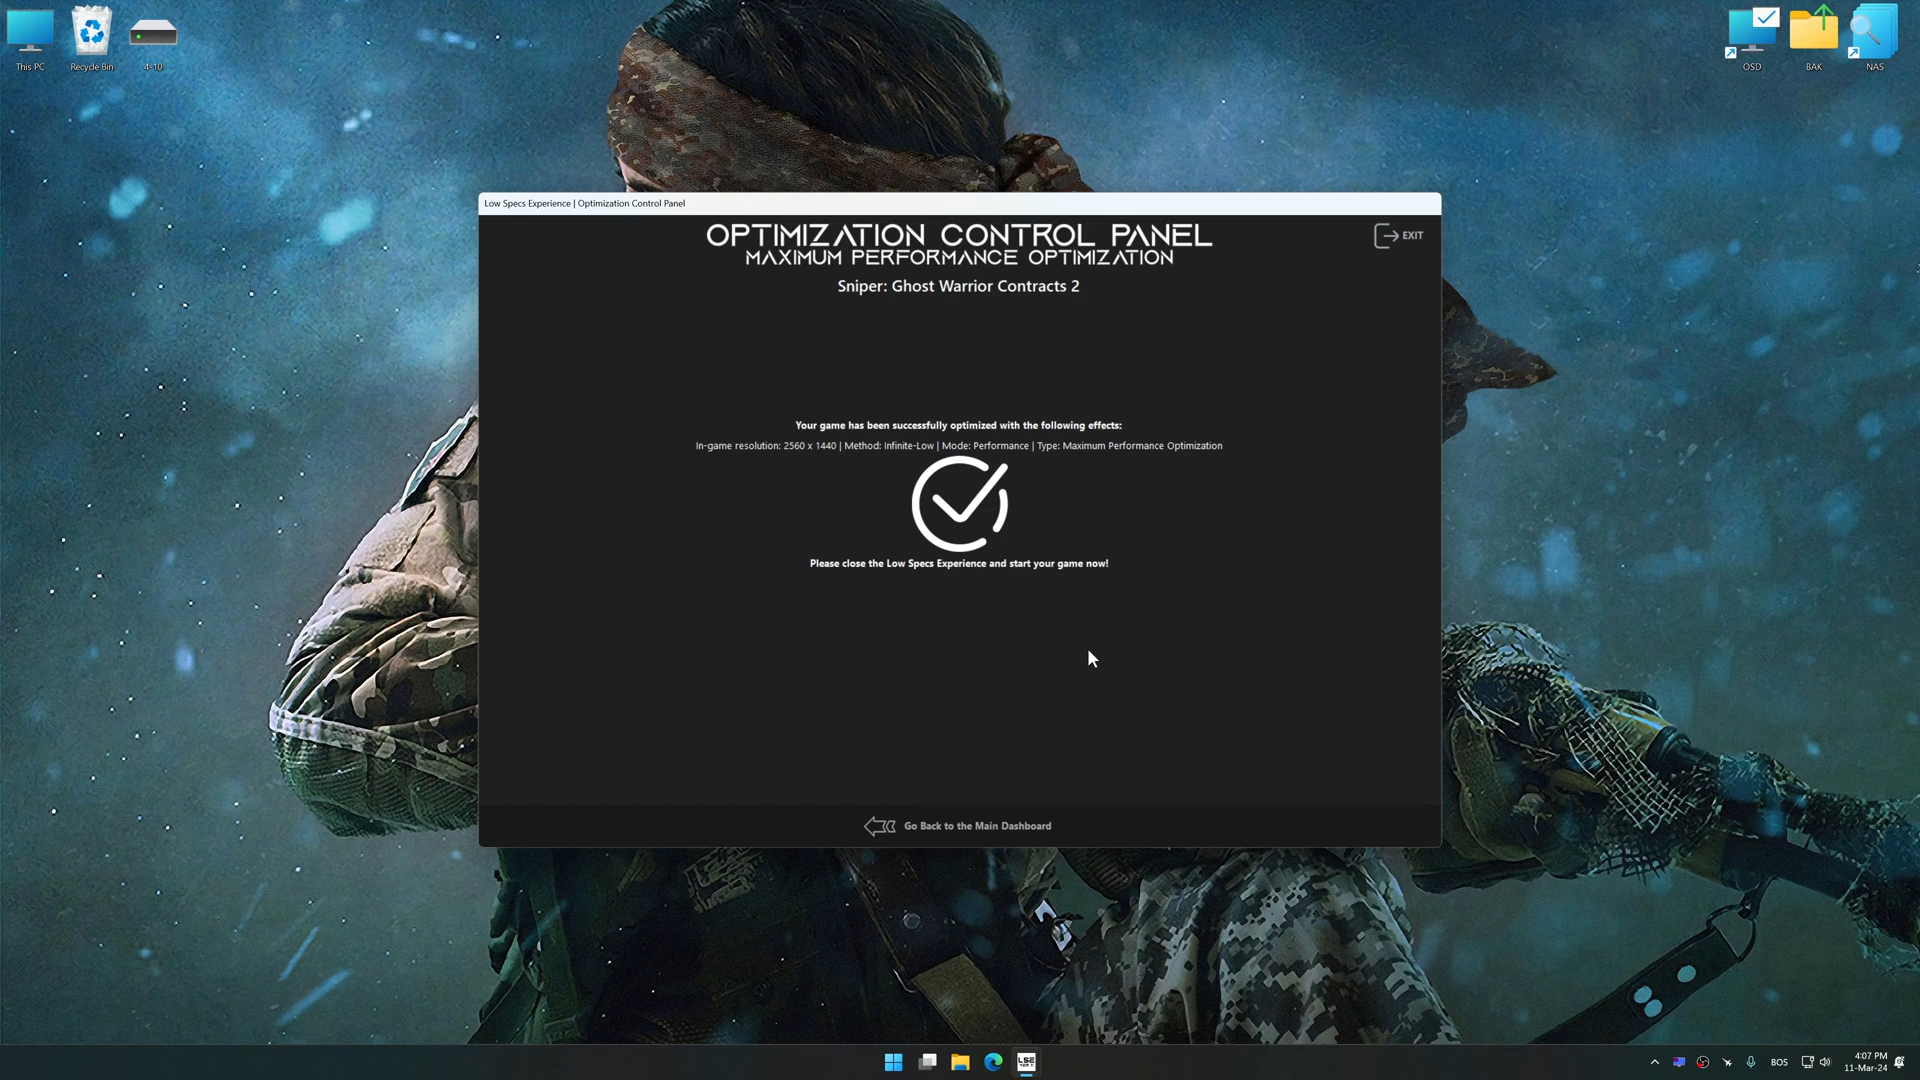 This PC
Recycle Bin
4-10
OSD
BAK
NAS
Low Specs Experience | Optimization Control Panel
OPTIMIZATION CONTROL PANEL
EXIT
MAXIMUM PERFORMANCE OPTIMIZATION
Sniper: Ghost Warrior Contracts 2
Your game has been successfully optimized with the following effects:
In-game resolution: 2560 x 1440 | Method: Infinite-Low | Mode: Performance | Type: Maximum Performance Optimization
Please close the Low Specs Experience and start your game now!
Go Back to the Main Dashboard
LSE
BOS
4:07 PM
11-Mar-24